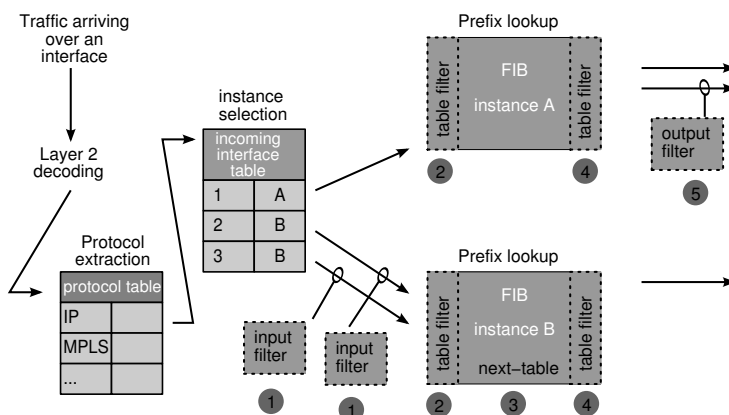 Traffic arriving
over an
interface
Layer 2
decoding
Protocol
extraction
protocol table
IP
MPLS
...
instance
selection
incoming
interface
table
1 A
2 B
3 B
input
filter
1
input
filter
1
Prefix lookup
table filter
FIB
instance A
table filter
2
4
output
filter
5
Prefix lookup
table filter
FIB
instance B
next-table
table filter
2
3
4